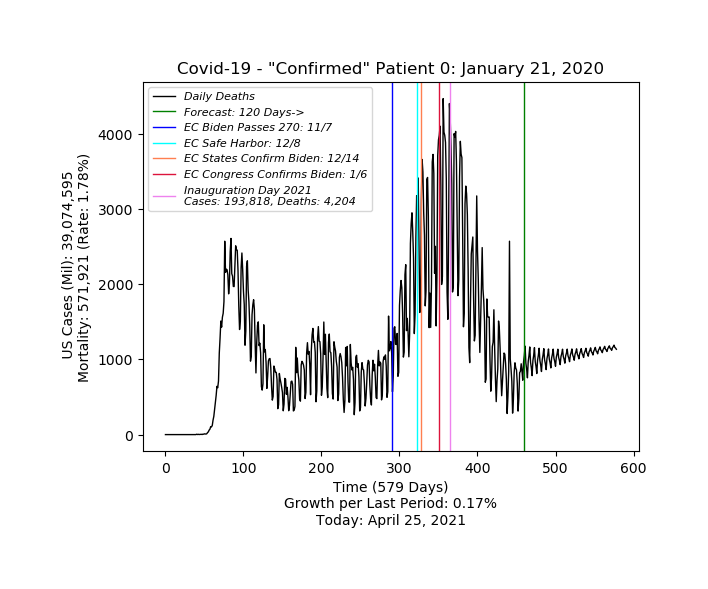 Covid-19 - "Confirmed" Patient 0: January 21, 2020
US Cases (Mil): 39,074,595
Mortality: 571,921 (Rate: 1.78%)
4000
3000
2000
1000
0
Daily Deaths
Forecast: 120 Days->
EC Biden Passes 270: 11/7
EC Safe Harbor: 12/8
EC States Confirm Biden: 12/14
EC Congress Confirms Biden: 1/6
Inauguration Day 2021
Cases: 193,818, Deaths: 4,204
0 100 200 300 400 500 600
Time (579 Days)
Growth per Last Period: 0.17%
Today: April 25, 2021